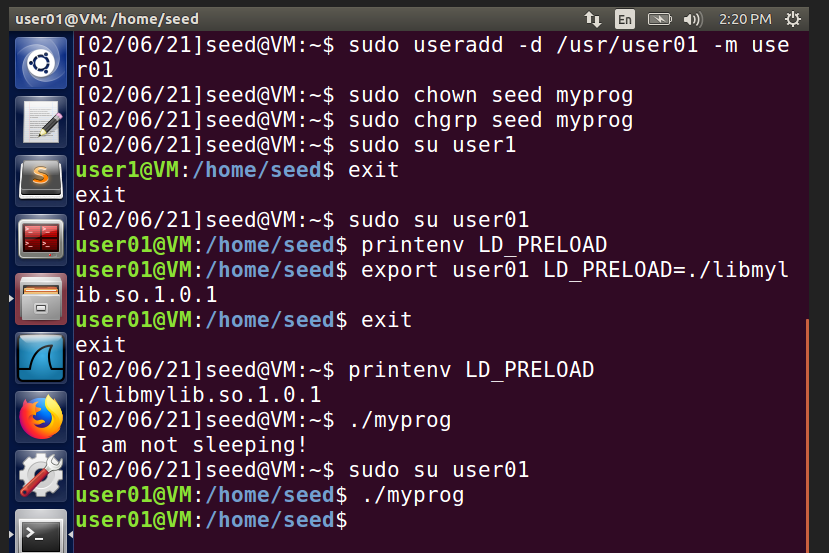 user01@VM: /home/seed
En
2:20 PM
[02/06/21]seed@VM:~$ sudo useradd -d /usr/user01 -m use
r01
[02/06/21]seed@VM:~$ sudo chown seed myprog
[02/06/21]seed@VM:~$ sudo chgrp seed myprog
[02/06/21]seed@VM:~$ sudo su user1
user1@VM:/home/seed$ exit
exit
[02/06/21]seed@VM:~$ sudo su user01
user01@VM:/home/seed$ printenv LD_PRELOAD
user01@VM:/home/seed$ export user01 LD_PRELOAD=./libmyl
ib.so.1.0.1
user01@VM:/home/seed$ exit
exit
[02/06/21]seed@VM:~$ printenv LD_PRELOAD
./libmylib.so.1.0.1
[02/06/21]seed@VM:~$ ./myprog
I am not sleeping!
[02/06/21]seed@VM:~$ sudo su user01
user01@VM:/home/seed$ ./myprog
user01@VM:/home/seed$